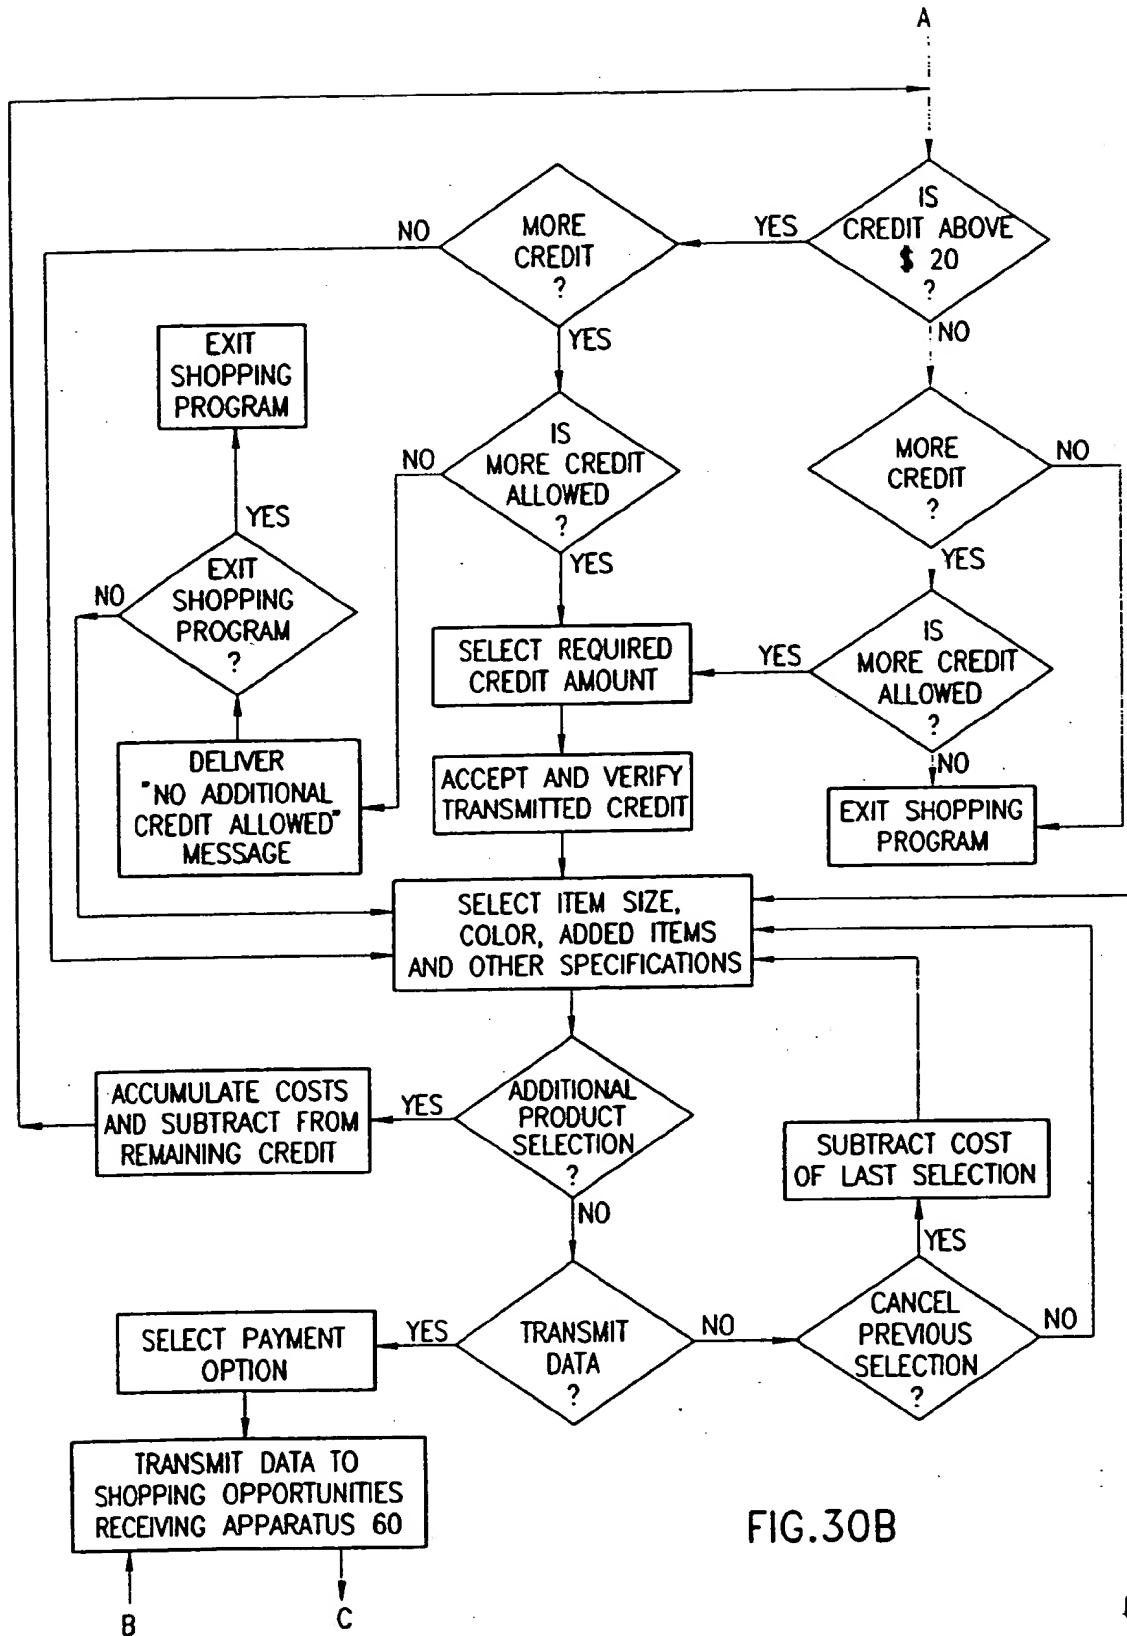 A
IS
CREDIT ABOVE
$ 20
?
YES
NO
MORE
CREDIT
?
NO
YES
EXIT
SHOPPING
PROGRAM
IS
MORE CREDIT
ALLOWED
?
NO
YES
MORE
CREDIT
?
NO
YES
YES
EXIT
SHOPPING
PROGRAM
?
NO
SELECT REQUIRED
CREDIT AMOUNT
YES
IS
MORE CREDIT
ALLOWED
?
NO
DELIVER
"NO ADDITIONAL
CREDIT ALLOWED"
MESSAGE
ACCEPT AND VERIFY
TRANSMITTED CREDIT
EXIT SHOPPING
PROGRAM
SELECT ITEM SIZE,
COLOR, ADDED ITEMS
AND OTHER SPECIFICATIONS
ACCUMULATE COSTS
AND SUBTRACT FROM
REMAINING CREDIT
YES
ADDITIONAL
PRODUCT
SELECTION
?
NO
SUBTRACT COST
OF LAST SELECTION
YES
SELECT PAYMENT
OPTION
YES
TRANSMIT
DATA
?
NO
CANCEL
PREVIOUS
SELECTION
?
NO
TRANSMIT DATA TO
SHOPPING OPPORTUNITIES
RECEIVING APPARATUS 60
FIG.30B
B
C